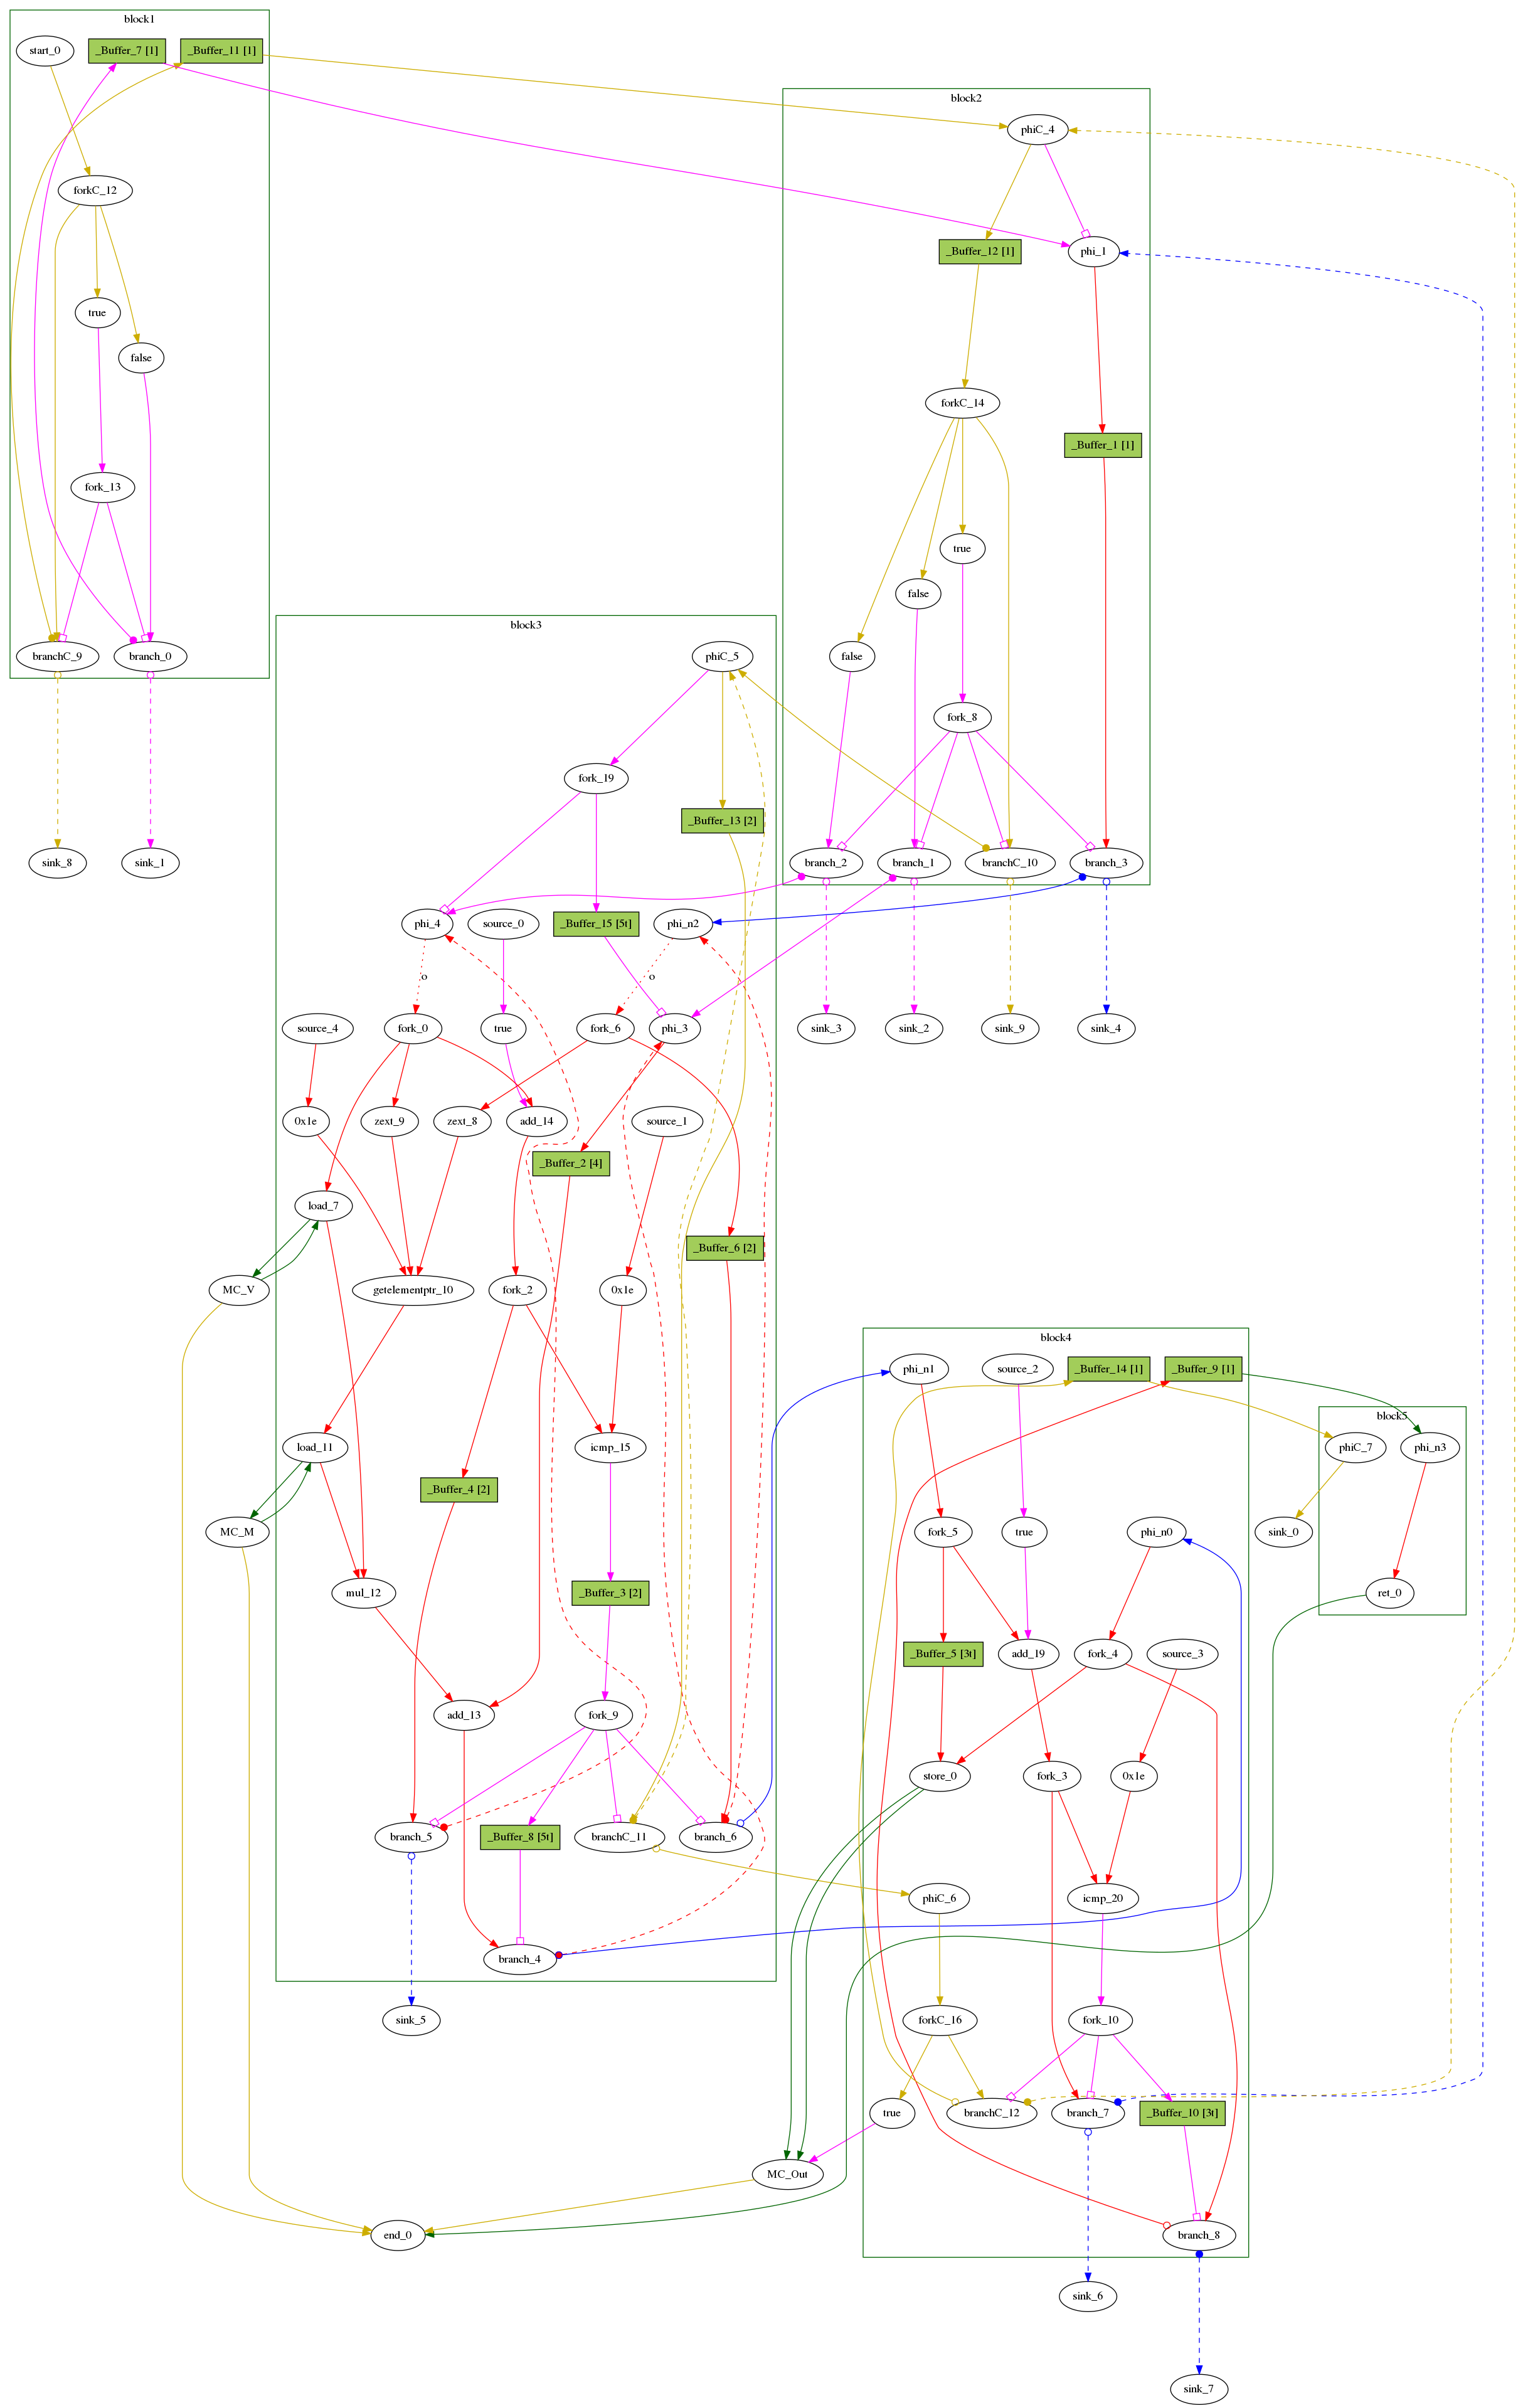 block1
start_0
_Buffer_7 [1]
_Buffer_11 [1]
forkC_12
true
false
fork_13
branchC_9
branch_0
sink_8
sink_1
block2
phiC_4
_Buffer_12 [1]
phi_1
forkC_14
_Buffer_1 [1]
true
false
false
fork_8
branch_2
branch_1
branchC_10
branch_3
sink_3
sink_2
sink_9
sink_4
block3
phiC_5
fork_19
_Buffer_13 [2]
phi_4
source_0
_Buffer_15 [5t]
phi_n2
o
o
source_4
fork_0
true
fork_6
phi_3
0x1e
zext_9
zext_8
add_14
source_1
_Buffer_2 [4]
load_7
_Buffer_6 [2]
MC_V
getelementptr_10
fork_2
0x1e
load_11
icmp_15
_Buffer_4 [2]
MC_M
mul_12
_Buffer_3 [2]
add_13
fork_9
branch_5
_Buffer_8 [5t]
branchC_11
branch_6
branch_4
sink_5
block4
phi_n1
source_2
_Buffer_14 [1]
_Buffer_9 [1]
fork_5
true
phi_n0
_Buffer_5 [3t]
add_19
fork_4
source_3
store_0
fork_3
0x1e
phiC_6
icmp_20
forkC_16
fork_10
true
branchC_12
branch_7
_Buffer_10 [3t]
MC_Out
end_0
branch_8
sink_6
sink_7
block5
phiC_7
phi_n3
sink_0
ret_0